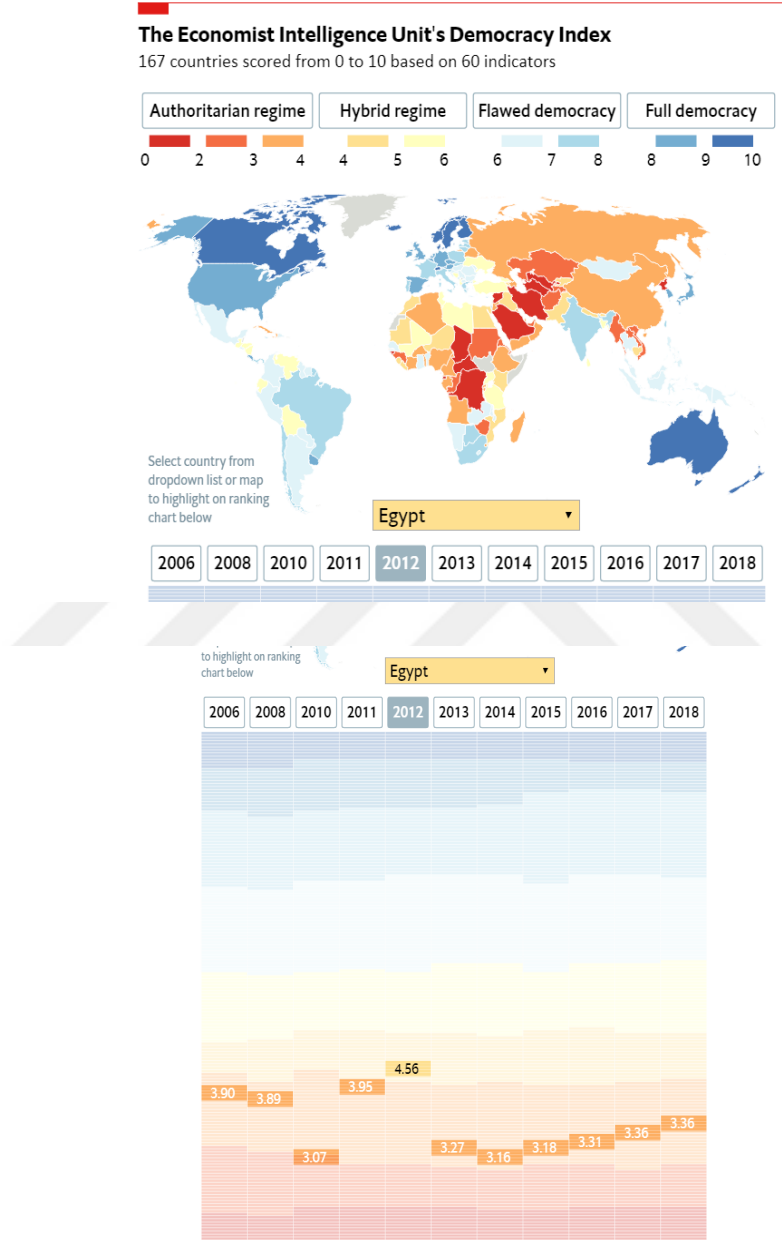 The Economist Intelligence Unit's Democracy Index
167 countries scored from 0 to 10 based on 60 indicators
Authoritarian regime Hybrid regime Flawed democracy Full democracy
0 2 3 4 4 5 6 6 7 8 8 9 10
Select country from
dropdown list or map
to highlight on ranking
chart below
Egypt
2006 2008 2010 2011 2012 2013 2014 2015 2016 2017 2018
to highlight on ranking
chart below
Egypt
2006 2008 2010 2011 2012 2013 2014 2015 2016 2017 2018
3.90 3.89 3.07 3.95 4.56 3.27 3.16 3.18 3.31 3.36 3.36